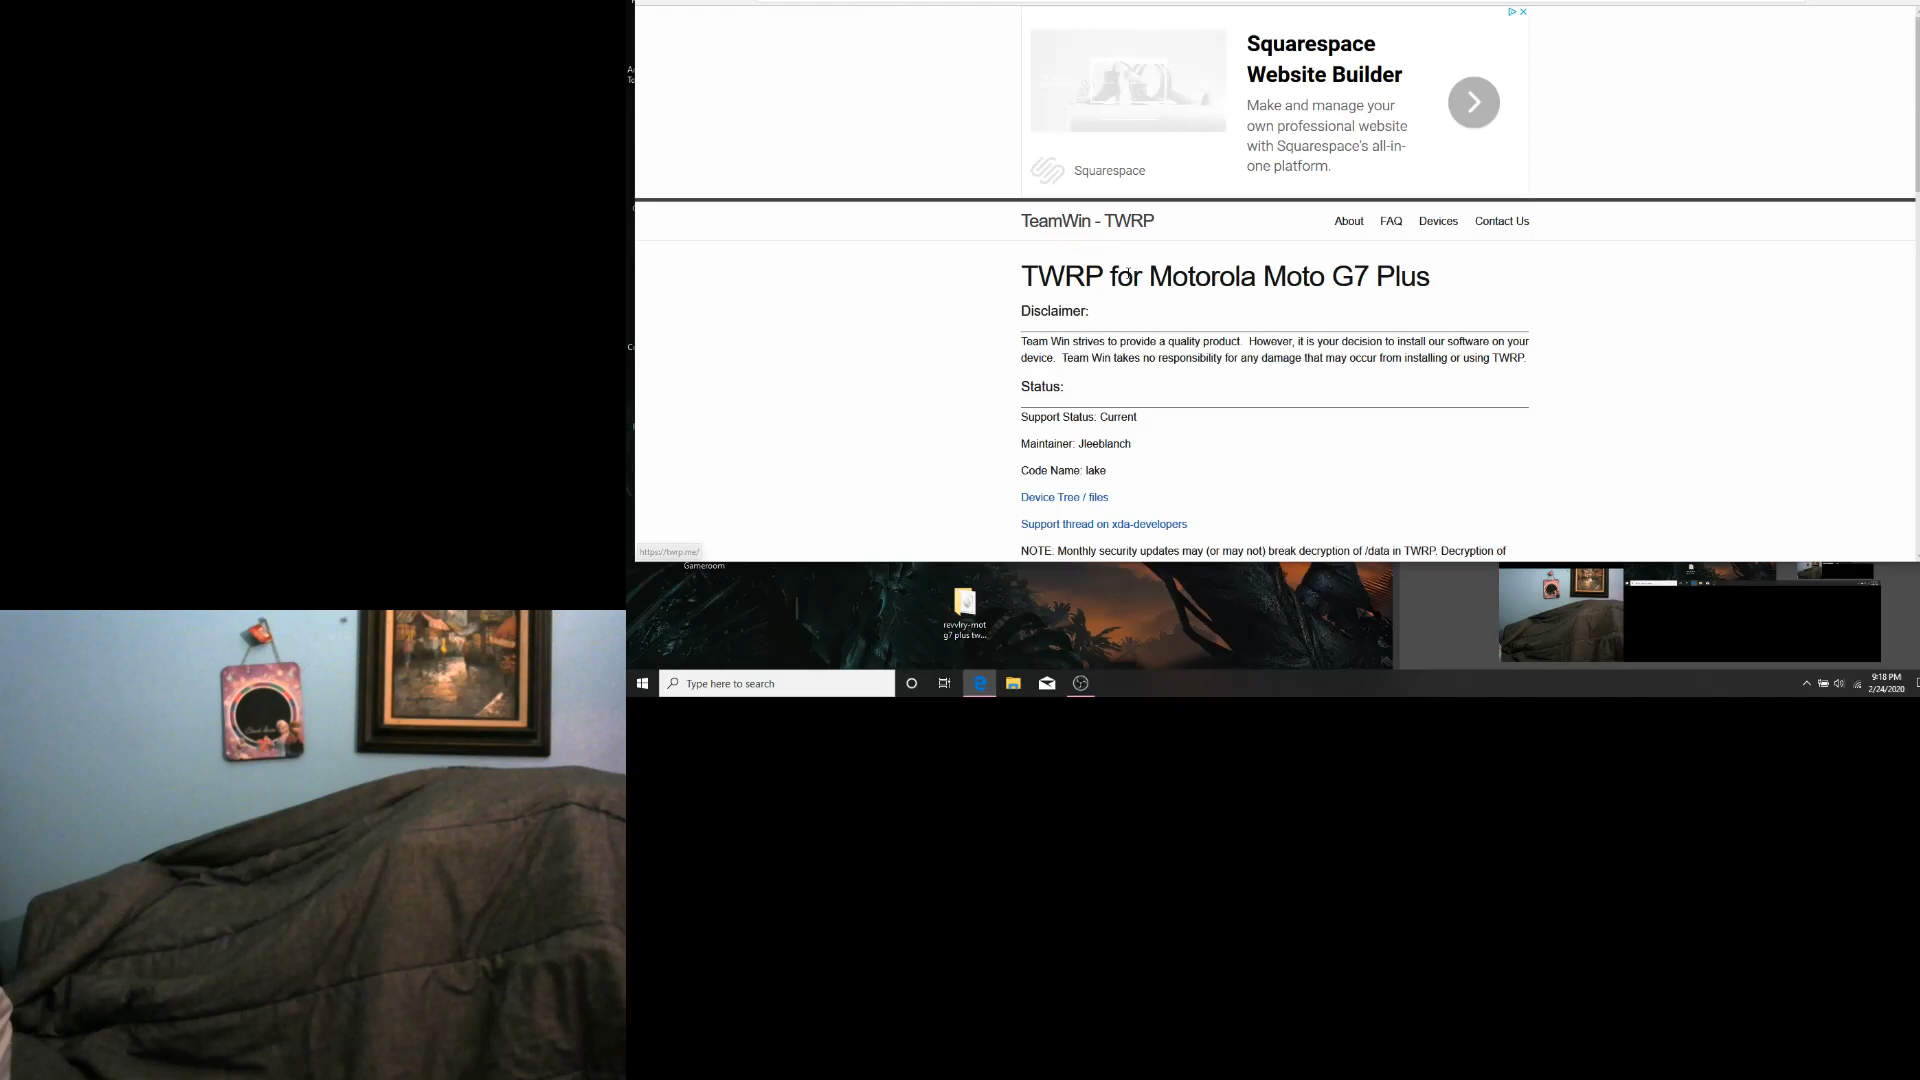 Squarespace
Website Builder
Make and manage your
own professional website
with Squarespace's all-in-
one platform.
Squarespace
TeamWin - TWRP
About FAQ Devices Contact Us
TWRP for Motorola Moto G7 Plus
Disclaimer:
Team Win strives to provide a quality product. However, it is your decision to install our software on your
device. Team Win takes no responsibility for any damage that may occur from installing or using TWRP.
Status:
Support Status: Current
Maintainer: Jleeblanch
Code Name: lake
Device Tree / files
Support thread on xda-developers
NOTE: Monthly security updates may (or may not) break decryption of /data in TWRP. Decryption of
https://twrp.me/
Gameroom
revvlry-mot
g7 plus tw...
Type here to search
9:18 PM
2/24/2020